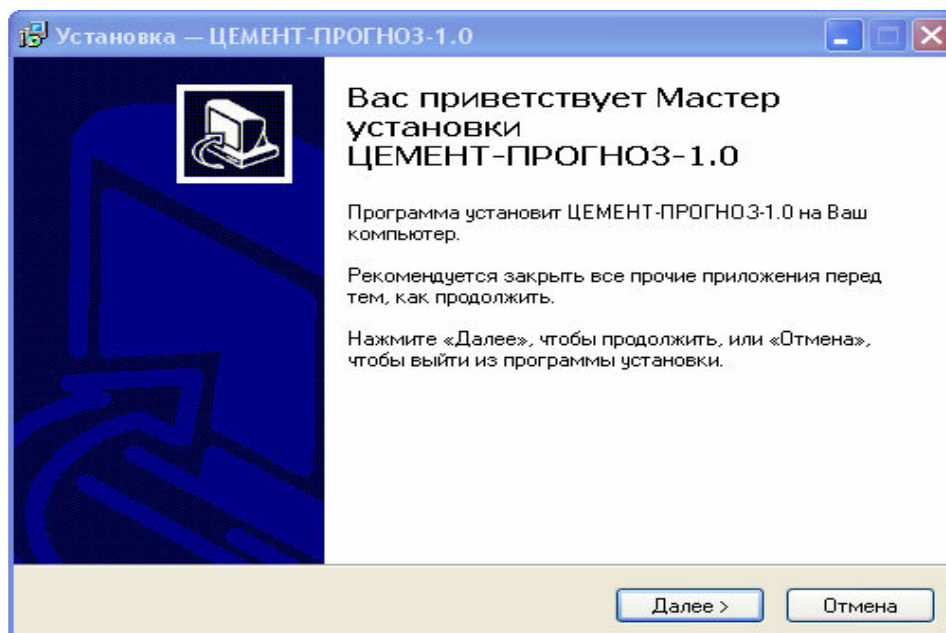 Установка — ЦЕМЕНТ-ПРОГНОЗ-1.0
Вас приветствует Мастер
установки
ЦЕМЕНТ-ПРОГНОЗ-1.0
Программа установит ЦЕМЕНТ-ПРОГНОЗ-1.0 на Ваш
компьютер.
Рекомендуется закрыть все прочие приложения перед
тем, как продолжить.
Нажмите «Далее», чтобы продолжить, или «Отмена»,
чтобы выйти из программы установки.
Далее >
Отмена